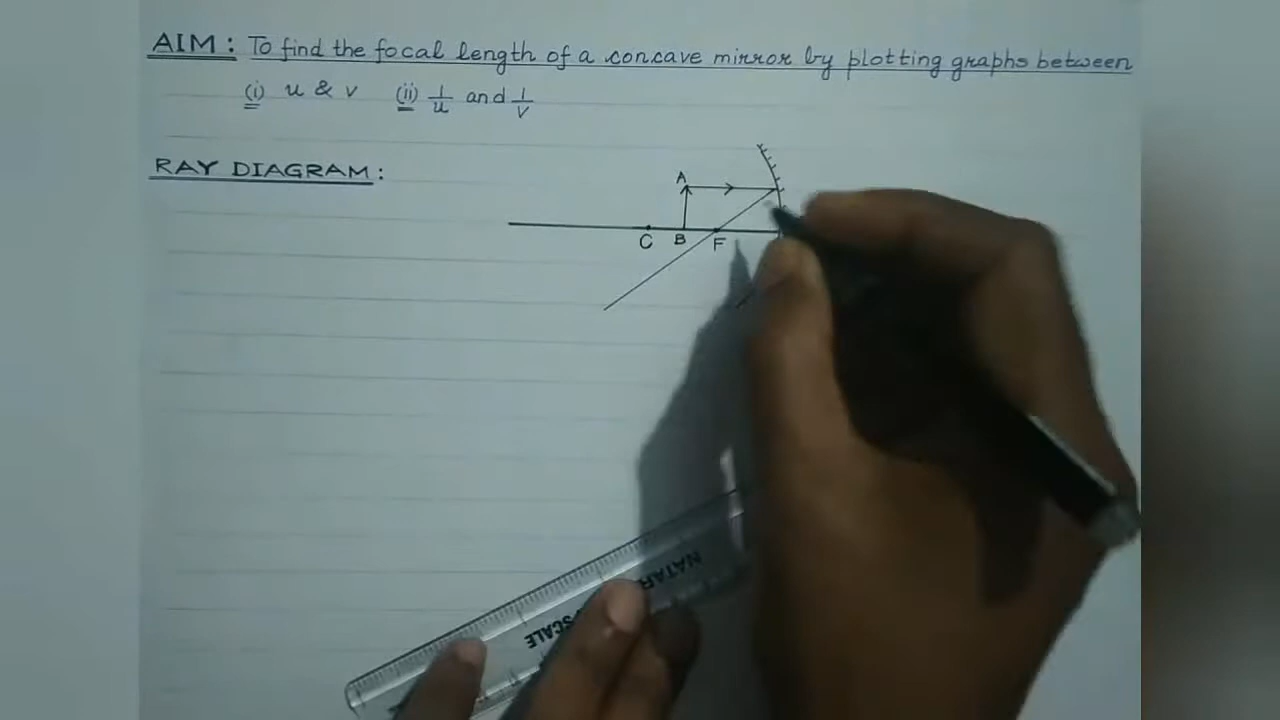 AIM: To find the focal length of a concave mirror by plotting graphs between
(i) u & v (ii) 1/u and 1/v
RAY DIAGRAM:
A
C B F
SCALE